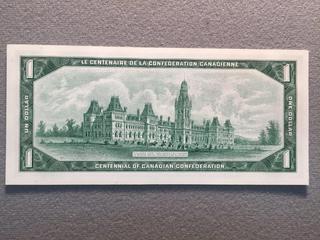 LE CENTENAIRE DE LA CONFÉDÉRATION CANADIENNE
1
1
UN DOLLAR
ONE DOLLAR
1
1
CENTENNIAL OF CANADIAN CONFEDERATION